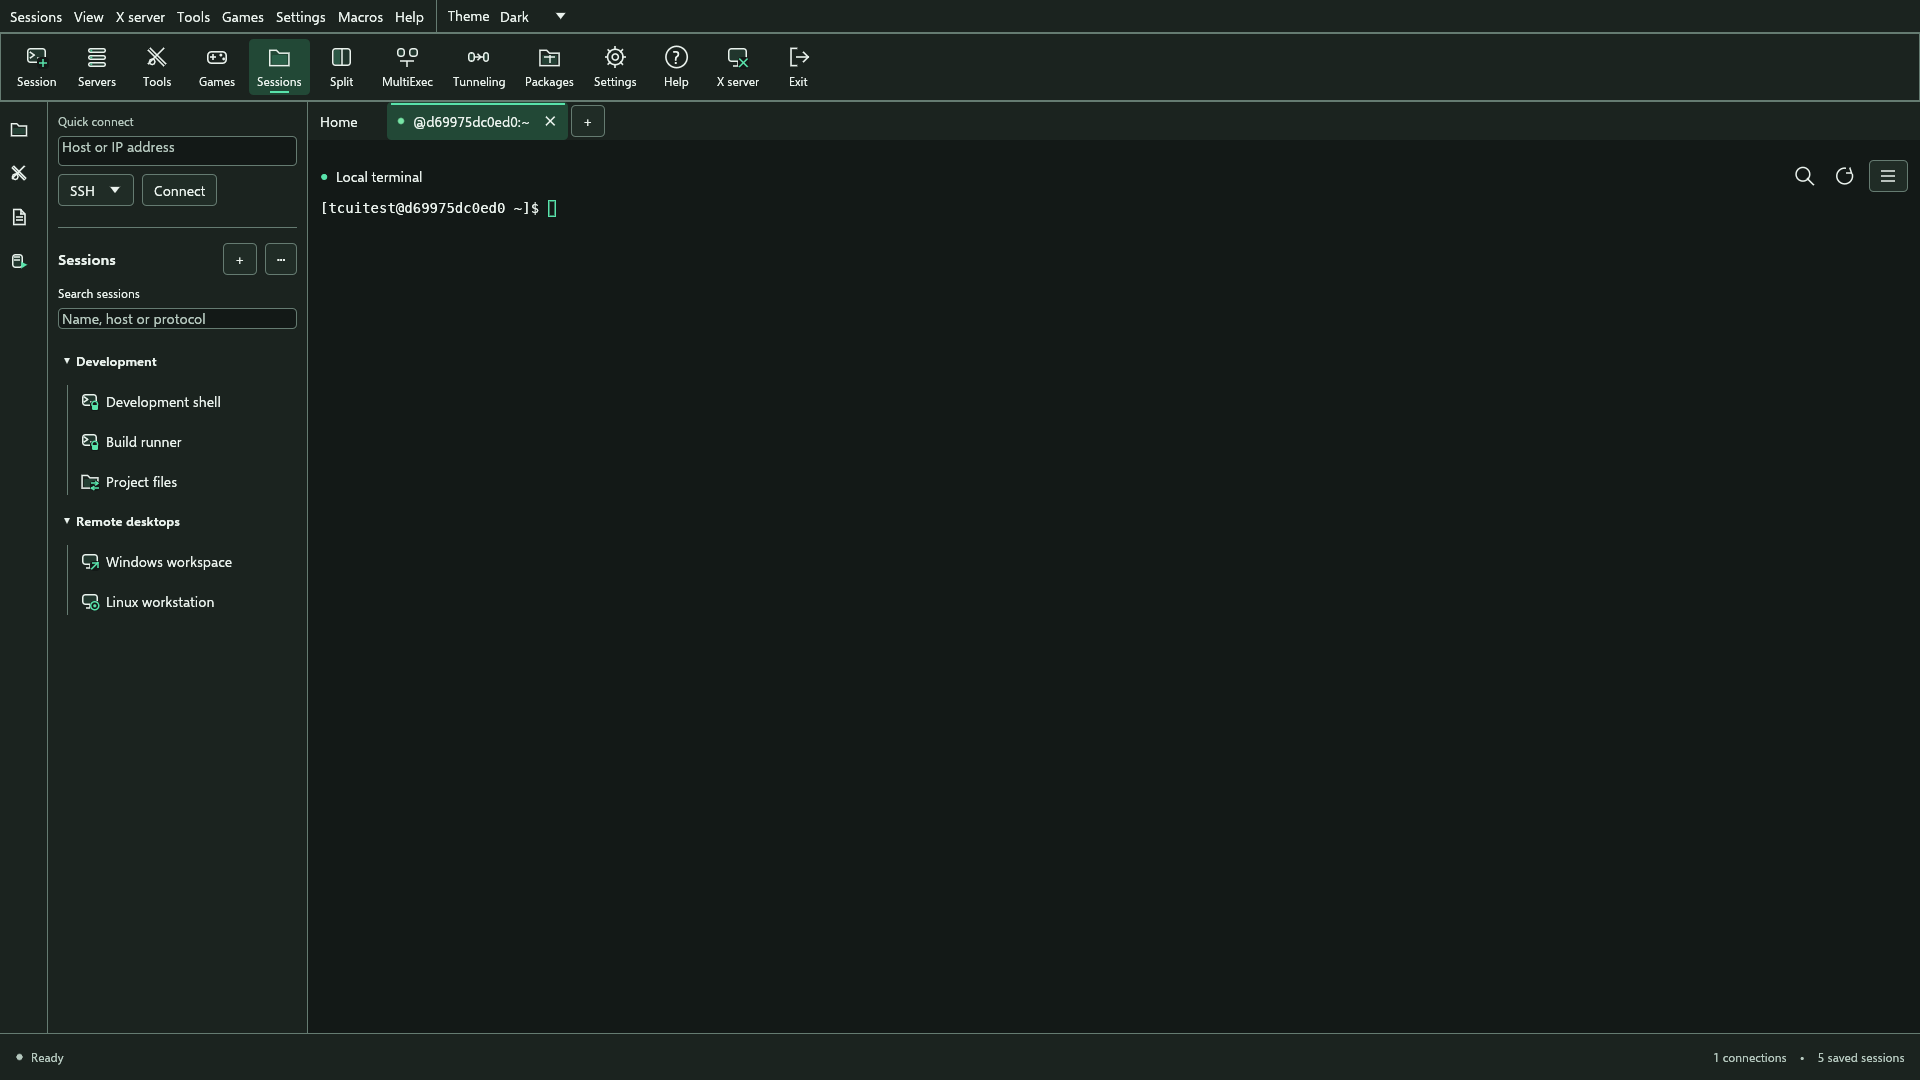 Sessions View X server Tools Games Settings Macros Help Theme Dark
Session Servers Tools Games Sessions Split MultiExec Tunneling Packages Settings Help X server Exit
Quick connect
Host or IP address
SSH Connect
Sessions + ...
Search sessions
Name, host or protocol
Development
Development shell
Build runner
Project files
Remote desktops
Windows workspace
Linux workstation
Home @d69975dc0ed0:~ +
Local terminal
[tcuitest@d69975dc0ed0 ~]$
Ready
1 connections • 5 saved sessions